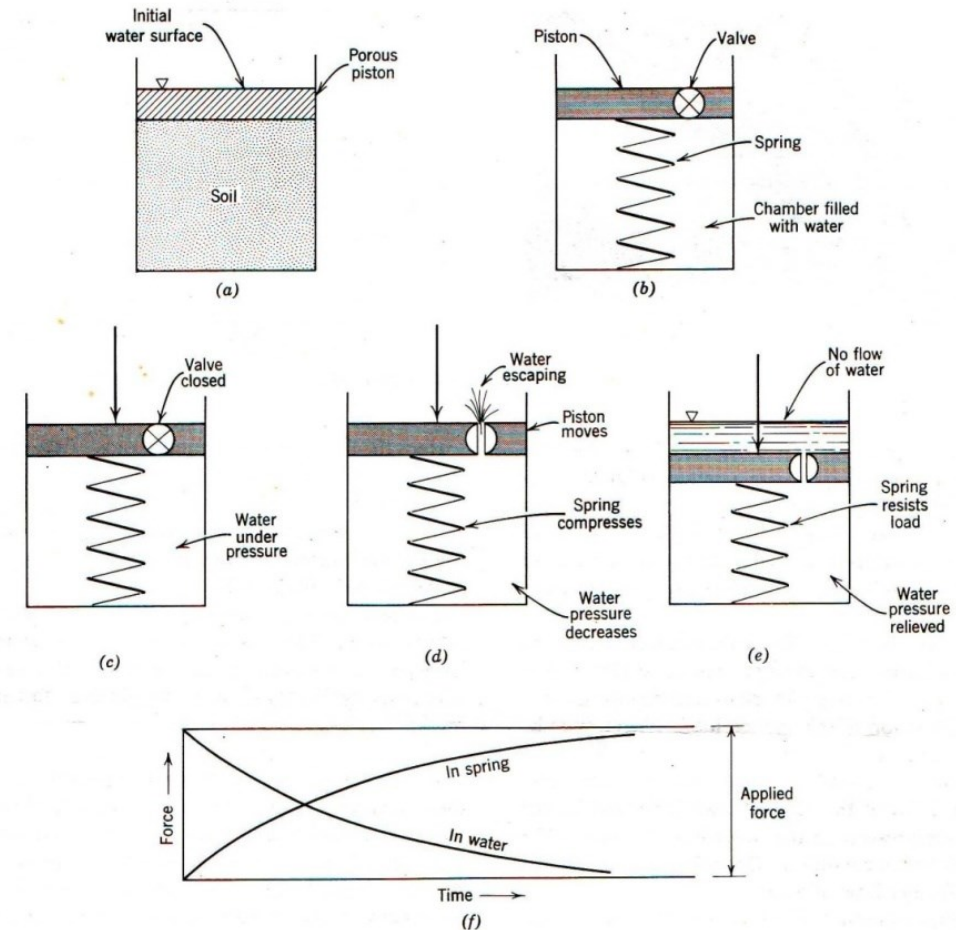 Initial
water surface
Porous
piston
Soil
(a)
Piston
Valve
Spring
Chamber filled
with water
(b)
Valve
closed
Water
under
pressure
(c)
Water
escaping
Piston
moves
Spring
compresses
Water
pressure
decreases
(d)
No flow
of water
Spring
resists
load
Water
pressure
relieved
(e)
Force
In spring
In water
Applied
force
Time
(f)